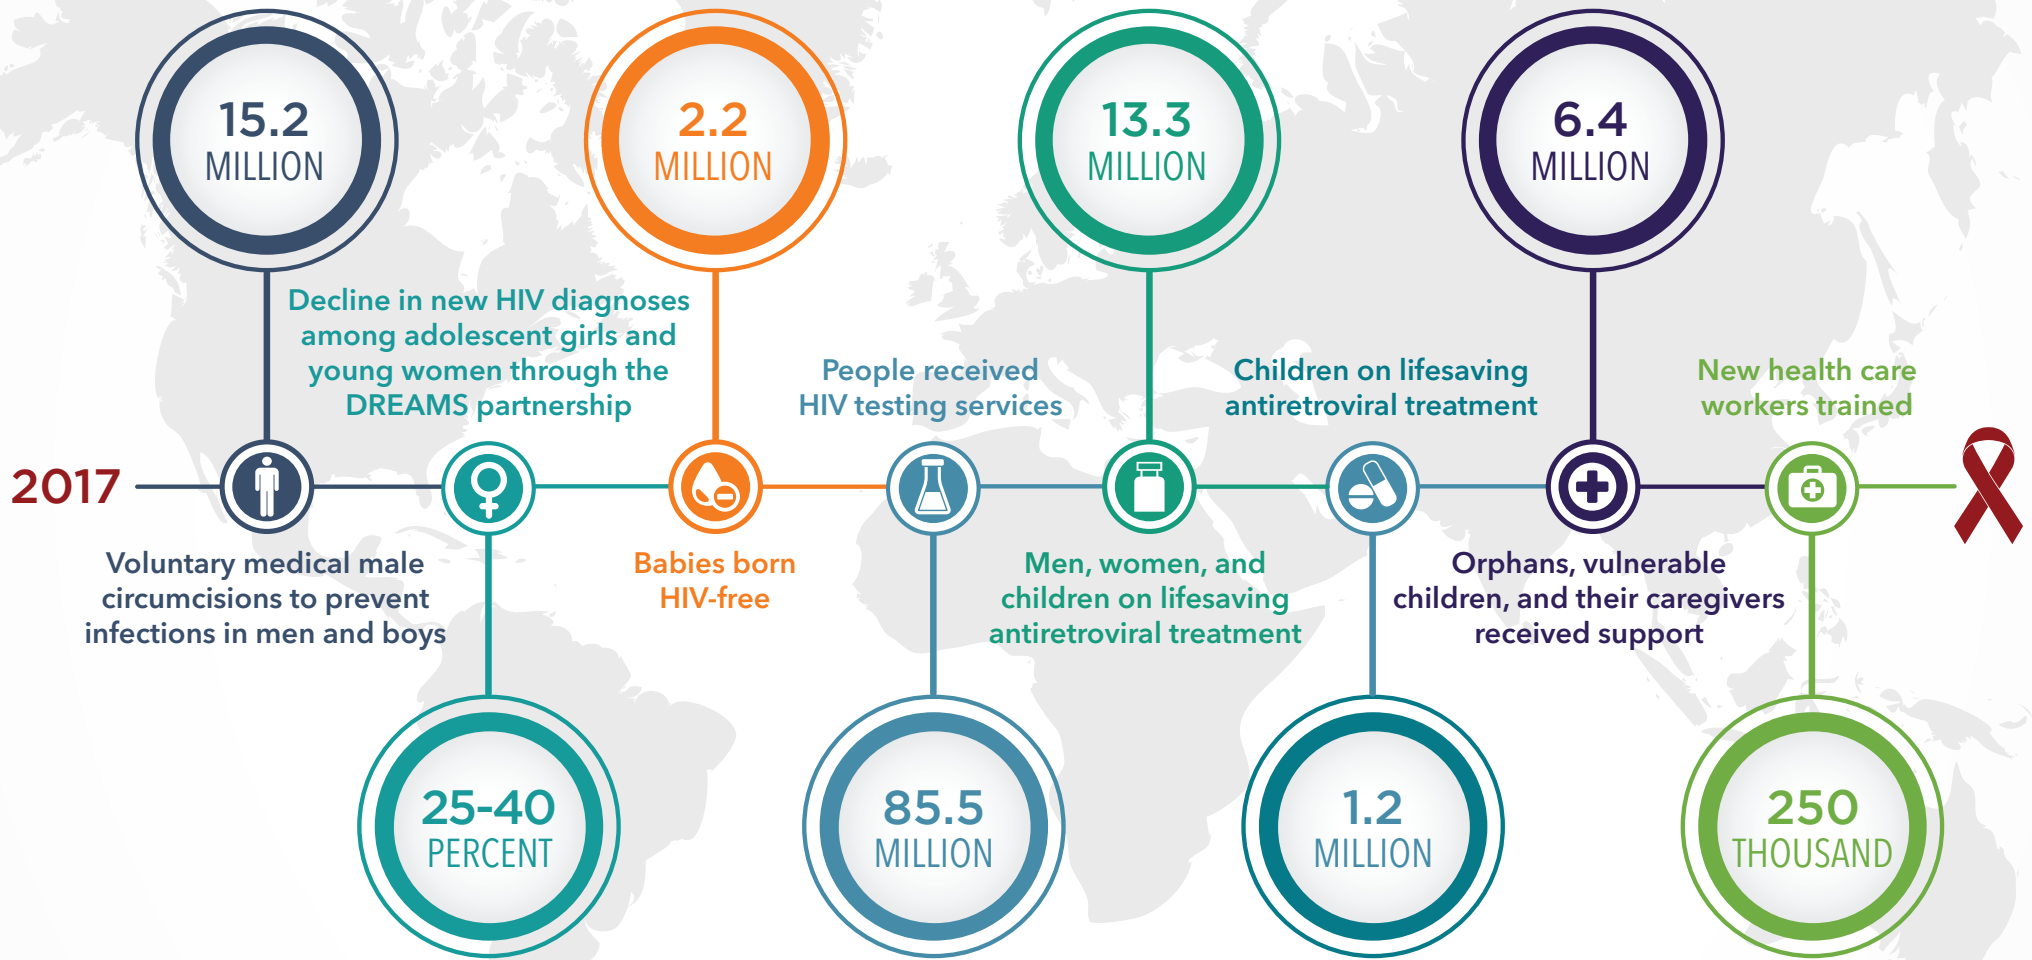 2017
15.2
MILLION
Voluntary medical male
circumcisions to prevent
infections in men and boys
Decline in new HIV diagnoses
among adolescent girls and
young women through the
DREAMS partnership
25-40
PERCENT
2.2
MILLION
Babies born
HIV-free
People received
HIV testing services
85.5
MILLION
13.3
MILLION
Men, women, and
children on lifesaving
antiretroviral treatment
Children on lifesaving
antiretroviral treatment
1.2
MILLION
6.4
MILLION
Orphans, vulnerable
children, and their caregivers
received support
New health care
workers trained
250
THOUSAND